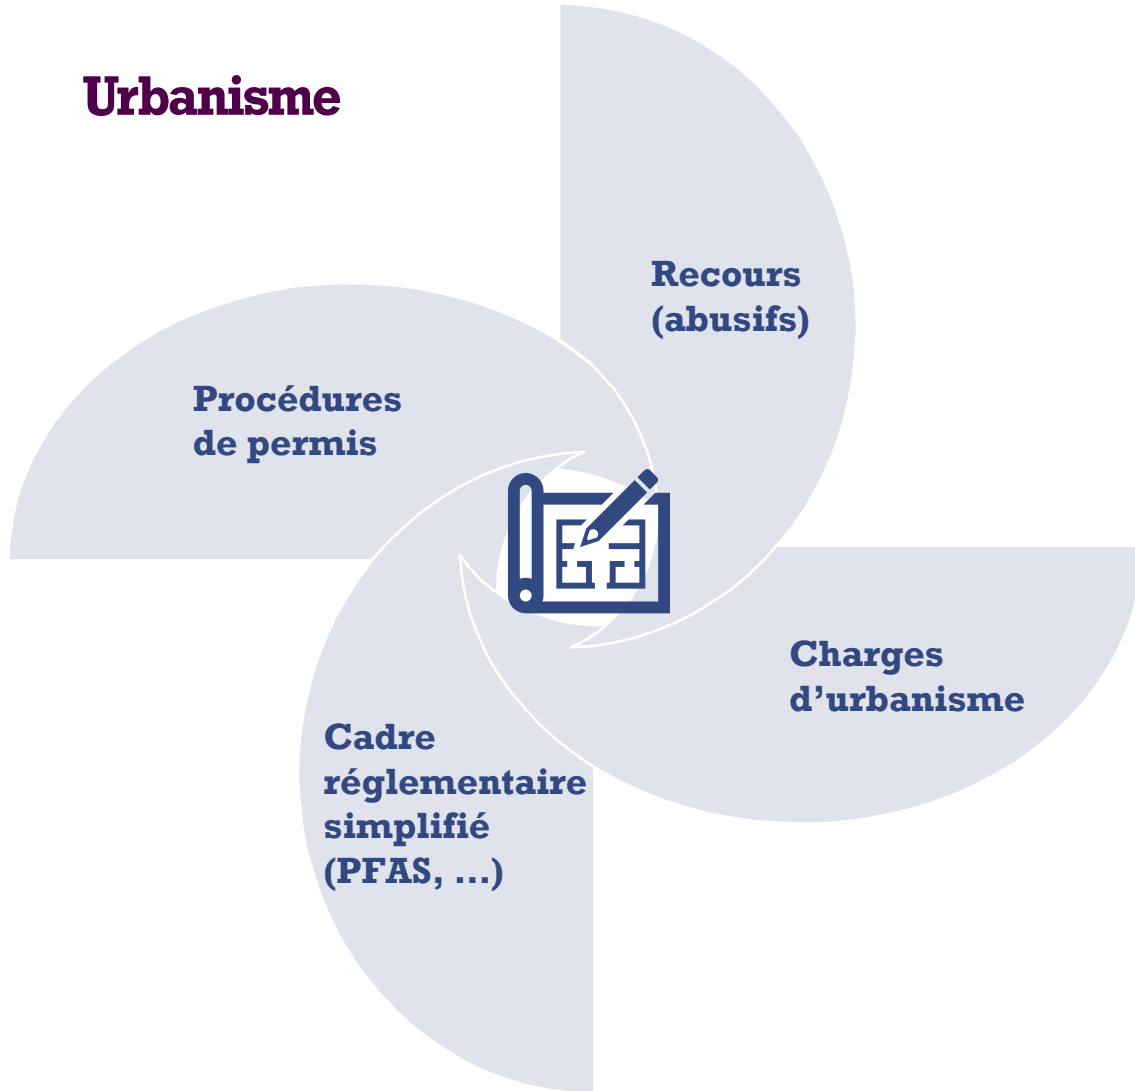 Urbanisme
Recours
(abusifs)
Procédures
de permis
Charges
d’urbanisme
Cadre
réglementaire
simplifié
(PFAS, …)